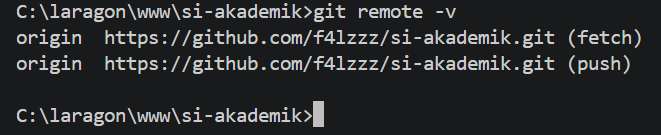 C:\laragon\www\si-akademik>git remote -v
origin  https://github.com/f4lzzz/si-akademik.git (fetch)
origin  https://github.com/f4lzzz/si-akademik.git (push)
C:\laragon\www\si-akademik>